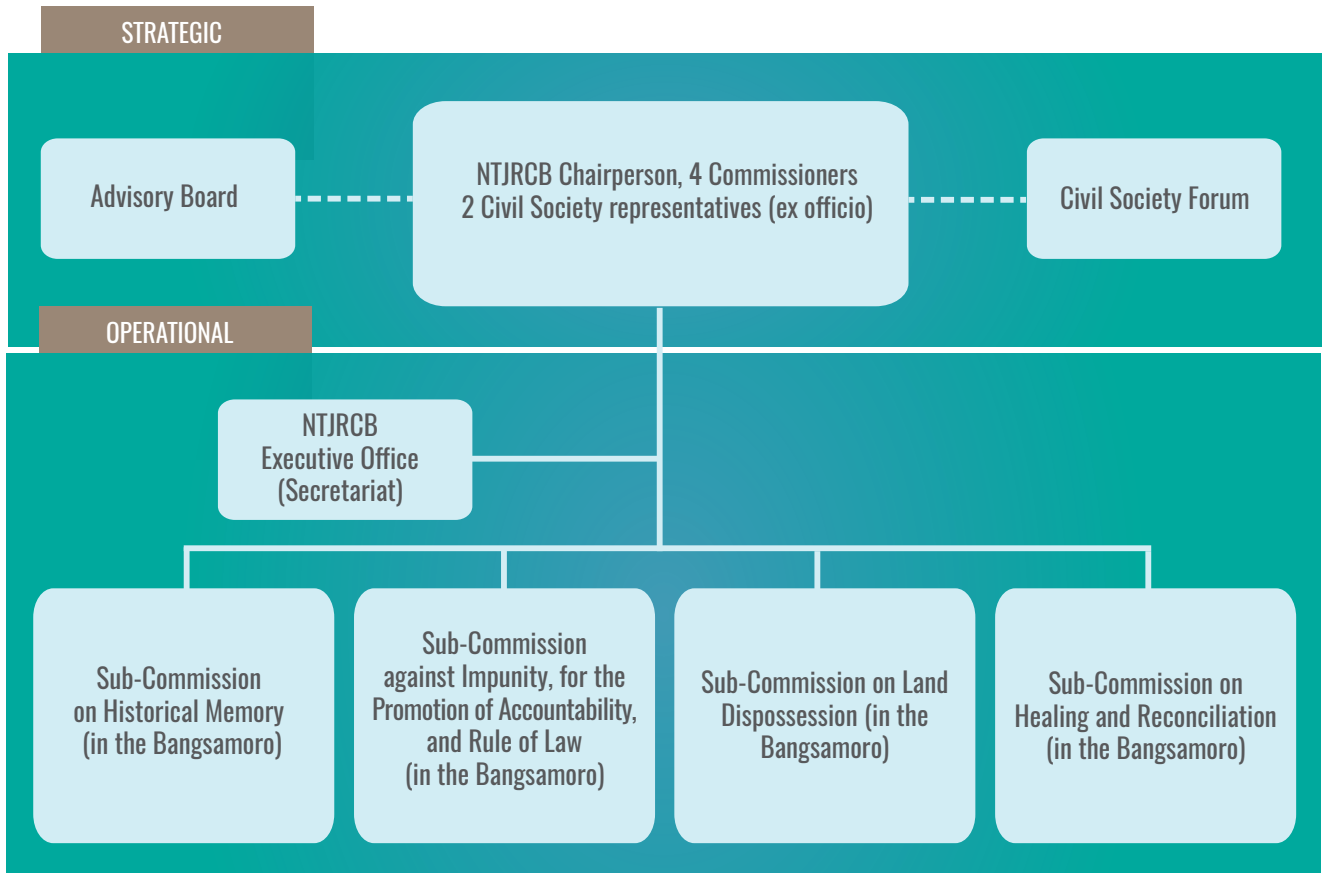 STRATEGIC
Advisory Board
NTJRCB Chairperson, 4 Commissioners
2 Civil Society representatives (ex officio)
Civil Society Forum
OPERATIONAL
NTJRCB
Executive Office
(Secretariat)
Sub-Commission
on Historical Memory
(in the Bangsamoro)
Sub-Commission
against Impunity, for the
Promotion of Accountability,
and Rule of Law
(in the Bangsamoro)
Sub-Commission on Land
Dispossession (in the
Bangsamoro)
Sub-Commission on
Healing and Reconciliation
(in the Bangsamoro)